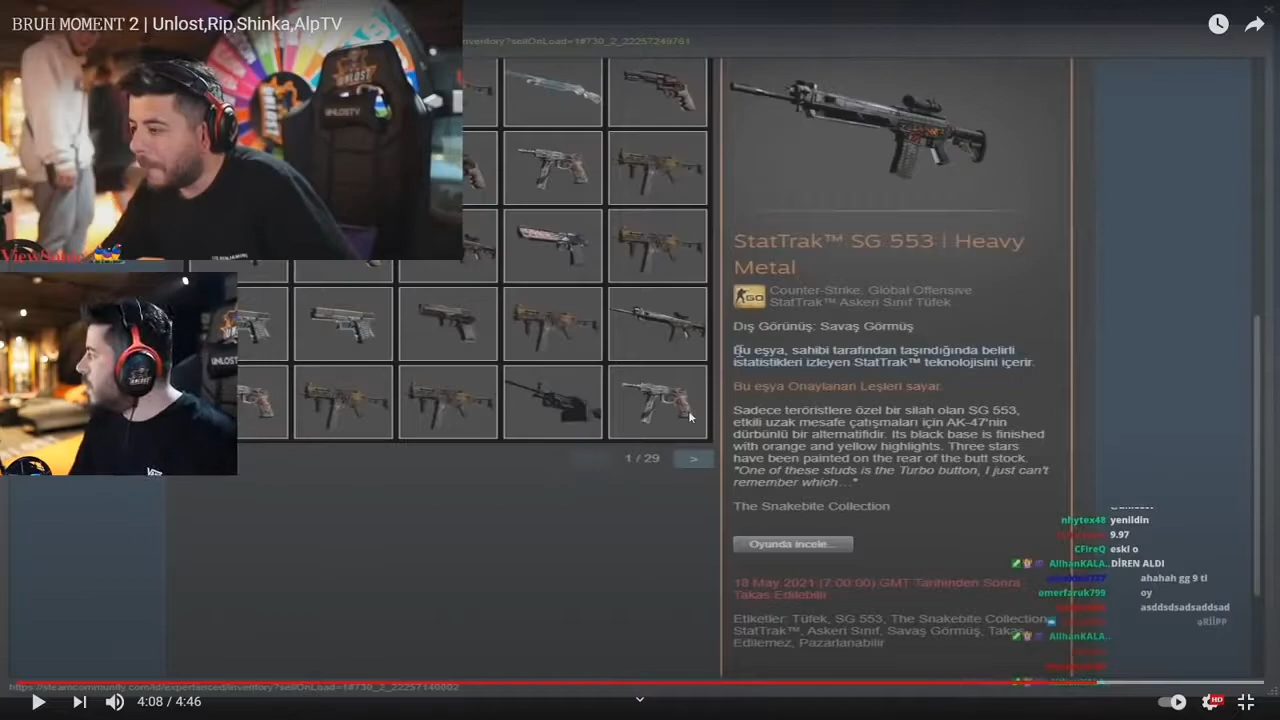 BRUH MOMENT 2 | Unlost,Rip,Shinka,AlpTV
UNLOST
UNLOSTV
StatTrak™ SG 553 | Heavy
Metal
GO
Counter-Strike: Global Offensive
StatTrak™ Askeri Sınıf Tüfek
Dış Görünüş: Savaş Görmüş
Bu eşya, sahibi tarafından taşındığında belirli
istatistikleri izleyen StatTrak™ teknolojisini içerir.
Bu eşya Onaylanan Leşleri sayar.
Sadece teröristlere özel bir silah olan SG 553,
etkili uzak mesafe çatışmaları için AK-47'nin
dürbünlü bir alternatifidir. Its black base is finished
with orange and yellow highlights. Three stars
have been painted on the rear of the butt stock.
"One of these studs is the Turbo button, I just can't
remember which…"
The Snakebite Collection
Oyunda incele...
18 May 2021 (7:00:00) GMT Tarihinden Sonra
Takas Edilebilir
Etiketler: Tüfek, SG 553, The Snakebite Collection,
StatTrak™, Askeri Sınıf, Savaş Görmüş, Takas
Edilemez, Pazarlanabilir
1 / 29
>
nhytex48 yenildin
9.97
CFireQ eski o
AlihanKALA.. DİREN ALDI
ahahah gg 9 tl
omerfaruk799 oy
asddsdsadsaddsad
AlihanKALA..
4:08 / 4:46
HD